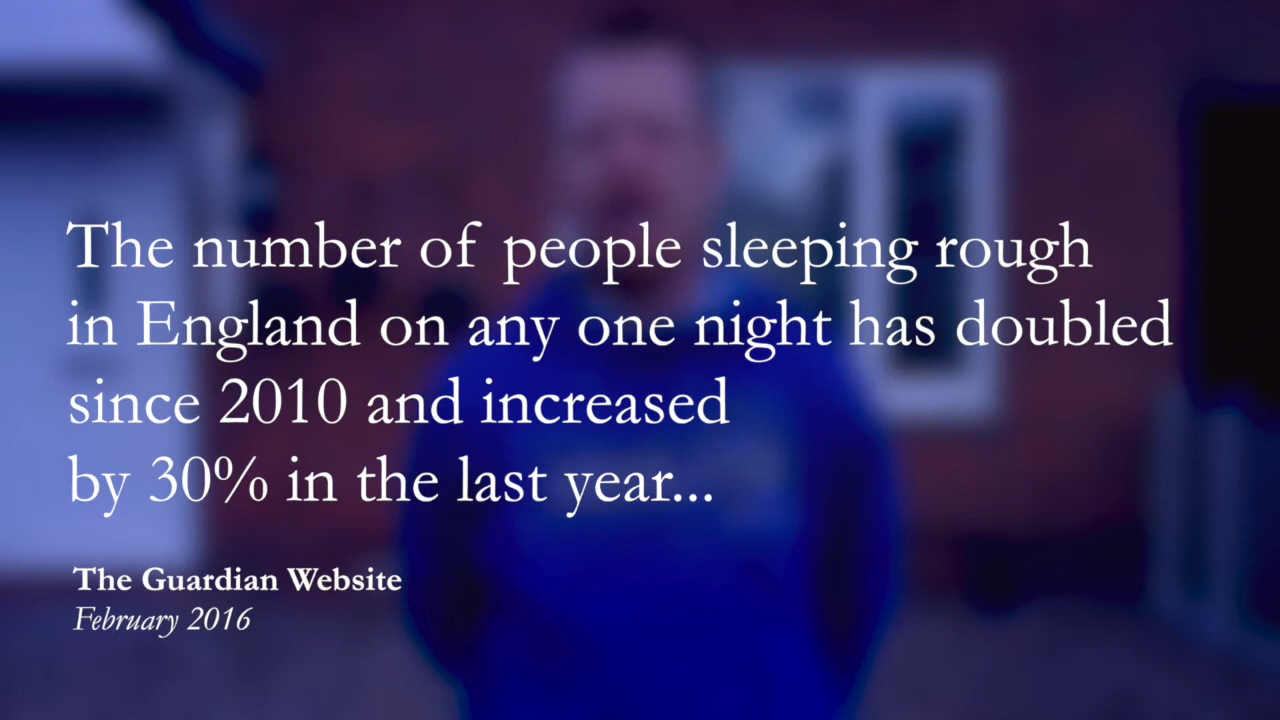 The number of people sleeping rough
in England on any one night has doubled
since 2010 and increased
by 30% in the last year...
The Guardian Website
February 2016